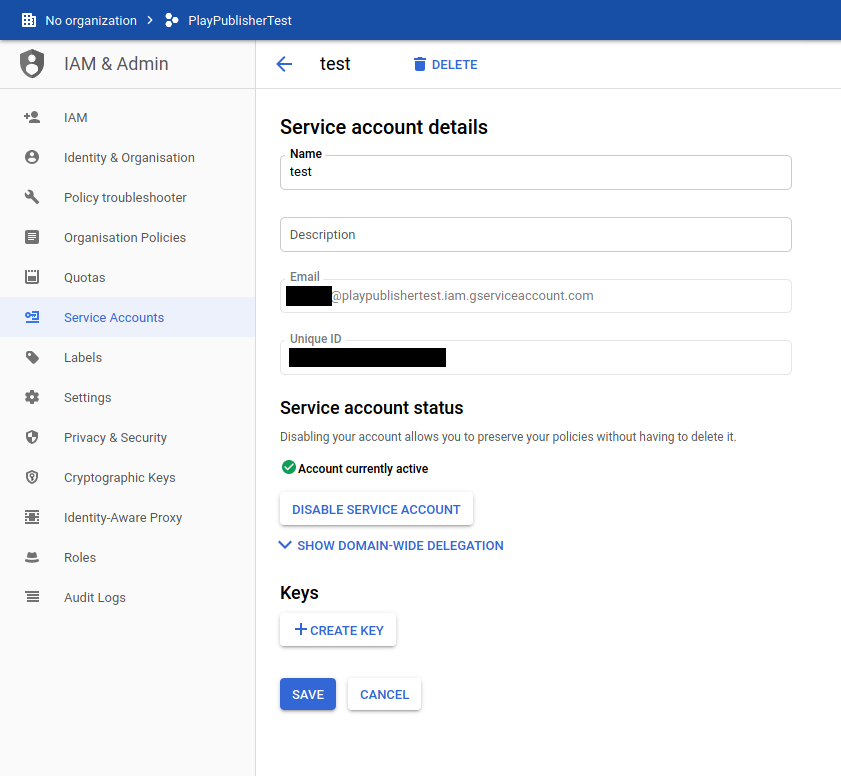 No organization > PlayPublisherTest
IAM & Admin
test
DELETE
IAM
Identity & Organisation
Policy troubleshooter
Organisation Policies
Quotas
Service Accounts
Labels
Settings
Privacy & Security
Cryptographic Keys
Identity-Aware Proxy
Roles
Audit Logs
Service account details
Name
test
Description
Email
@playpublishertest.iam.gserviceaccount.com
Unique ID
Service account status
Disabling your account allows you to preserve your policies without having to delete it.
Account currently active
DISABLE SERVICE ACCOUNT
SHOW DOMAIN-WIDE DELEGATION
Keys
+ CREATE KEY
SAVE
CANCEL